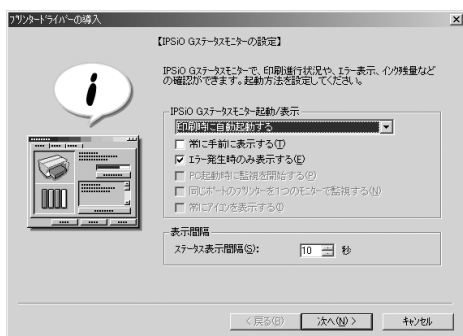 プリンタードライバーの導入
【IPSiO Gステータスモニターの設定】
IPSiO Gステータスモニターで、印刷進行状況や、エラー表示、インク残量など
の確認ができます。起動方法を設定してください。
IPSiO Gステータスモニター起動/表示
印刷時に自動起動する
常に手前に表示する(T)
エラー発生時のみ表示する(E)
PC起動時に監視を開始する(P)
同じポートのプリンターを1つのモニターで監視する(N)
常にアイコンを表示する(I)
表示間隔
ステータス表示間隔(S):
10 秒
< 戻る(B)
次へ(N) >
キャンセル